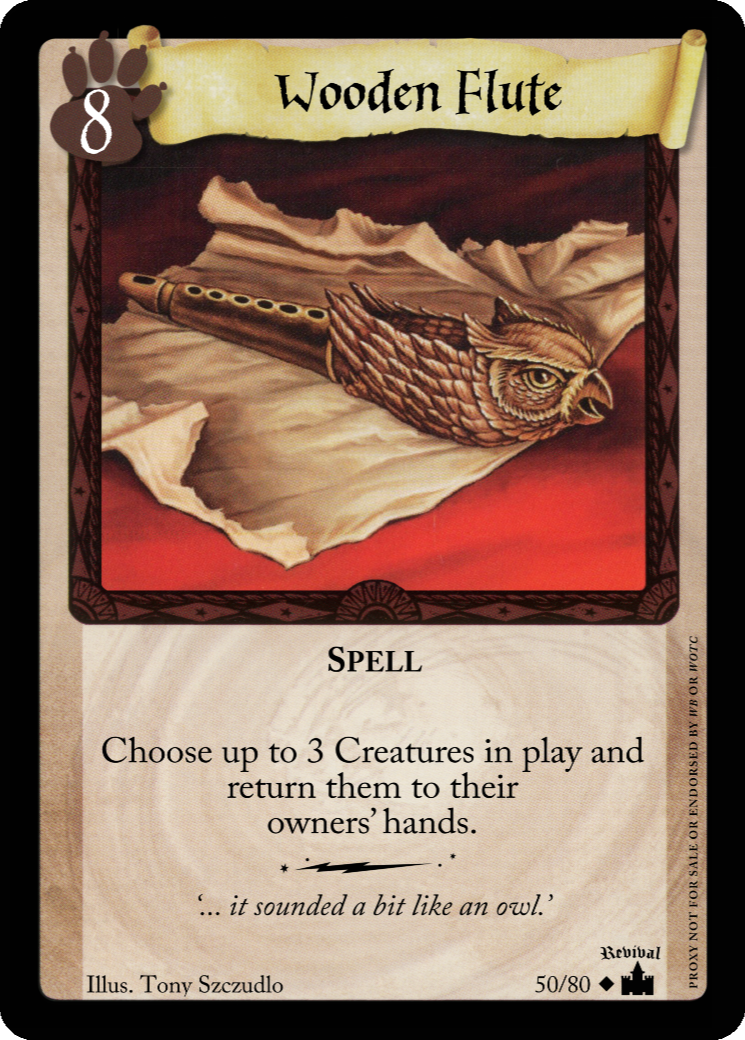 8
Wooden Flute
SPELL
Choose up to 3 Creatures in play and
return them to their
owners’ hands.
‘... it sounded a bit like an owl.’
Revival
Illus. Tony Szczudlo
50/80
PROXY NOT FOR SALE OR ENDORSED BY WB OR WOTC